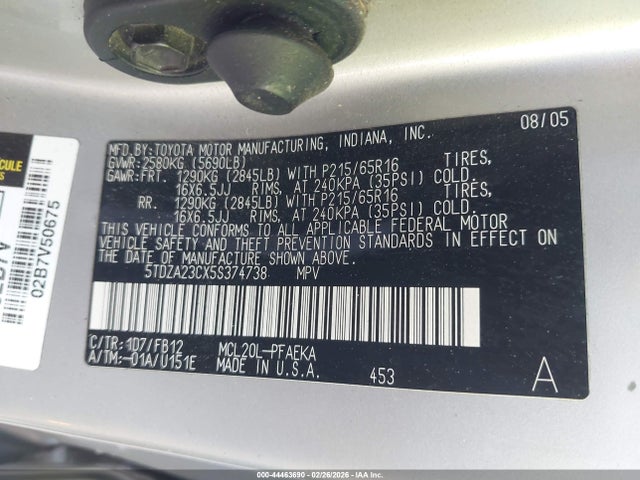 MFD.BY:TOYOTA MOTOR MANUFACTURING, INDIANA, INC. 08/05
GVWR:2580KG (5690LB)
GAWR:FRT. 1290KG (2845LB) WITH P215/65R16 TIRES,
16X6.5JJ RIMS, AT 240KPA (35PSI) COLD.
RR. 1290KG (2845LB) WITH P215/65R16 TIRES,
16X6.5JJ RIMS, AT 240KPA (35PSI) COLD.
THIS VEHICLE CONFORMS TO ALL APPLICABLE FEDERAL MOTOR
VEHICLE SAFETY AND THEFT PREVENTION STANDARDS IN EFFECT ON
THE DATE OF MANUFACTURE SHOWN ABOVE.
5TDZA23CX5S374738 MPV
C/TR:1D7/FB12 MCL20L-PFAEKA
A/TM:-01A/U151E MADE IN U.S.A. 453 A
02B7V50675
000-44463690 - 02/26/2026 - IAA Inc.